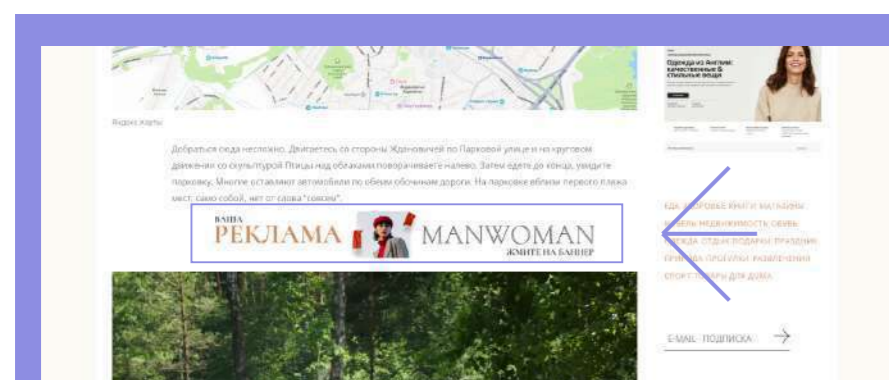 Яндекс Карты
Добраться сюда несложно. Двигаетесь со стороны Ждановичей по Парковой улице и на круговом
движении со скульптурой Птицы над облаками поворачиваете налево. Затем едете до конца, увидите
парковку. Многие оставляют автомобили по обеим обочинам дороги. На парковке вблизи первого пляжа
мест, само собой, нет от слова "совсем".
ВАША
РЕКЛАМА
MANWOMAN
ЖМИТЕ НА БАННЕР
Одежда из Англии:
качественные &
стильные вещи
ЕДА ЗДОРОВЬЕ КНИГИ МАГАЗИНЫ
МЕБЕЛЬ НЕДВИЖИМОСТЬ ОБУВЬ
ОДЕЖДА ОТДЫХ ПОДАРКИ ПРАЗДНИК
ПРИРОДА ПРОГУЛКИ РАЗВЛЕЧЕНИЯ
СПОРТ ТОВАРЫ ДЛЯ ДОМА
E-MAIL ПОДПИСКА